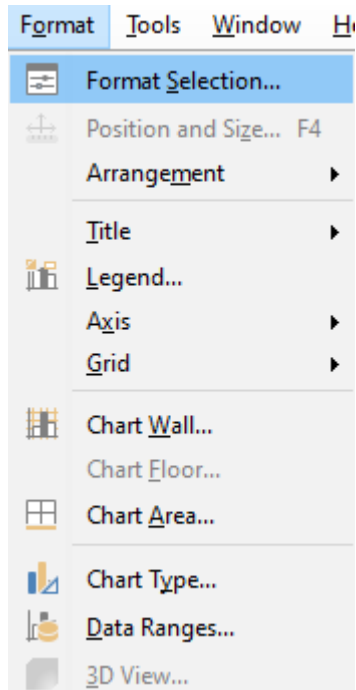 Format Tools Window He
Format Selection...
Position and Size... F4
Arrangement
Title
Legend...
Axis
Grid
Chart Wall...
Chart Floor...
Chart Area...
Chart Type...
Data Ranges...
3D View...